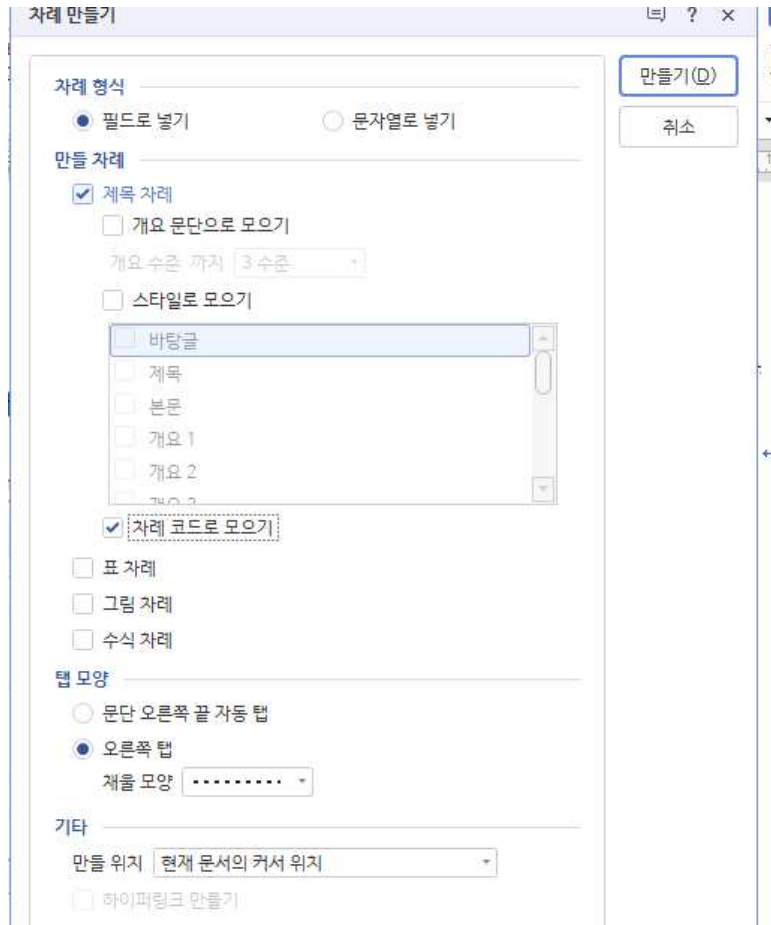 차례 만들기 ? ×
만들기(D)
취소
차례 형식
필드로 넣기 문자열로 넣기
만들 차례
제목 차례
개요 문단으로 모으기
개요 수준 까지 3 수준
스타일로 모으기
바탕글
제목
본문
개요 1
개요 2
개요 3
차례 코드로 모으기
표 차례
그림 차례
수식 차례
탭 모양
문단 오른쪽 끝 자동 탭
오른쪽 탭
채울 모양
기타
만들 위치 현재 문서의 커서 위치
하이퍼링크 만들기